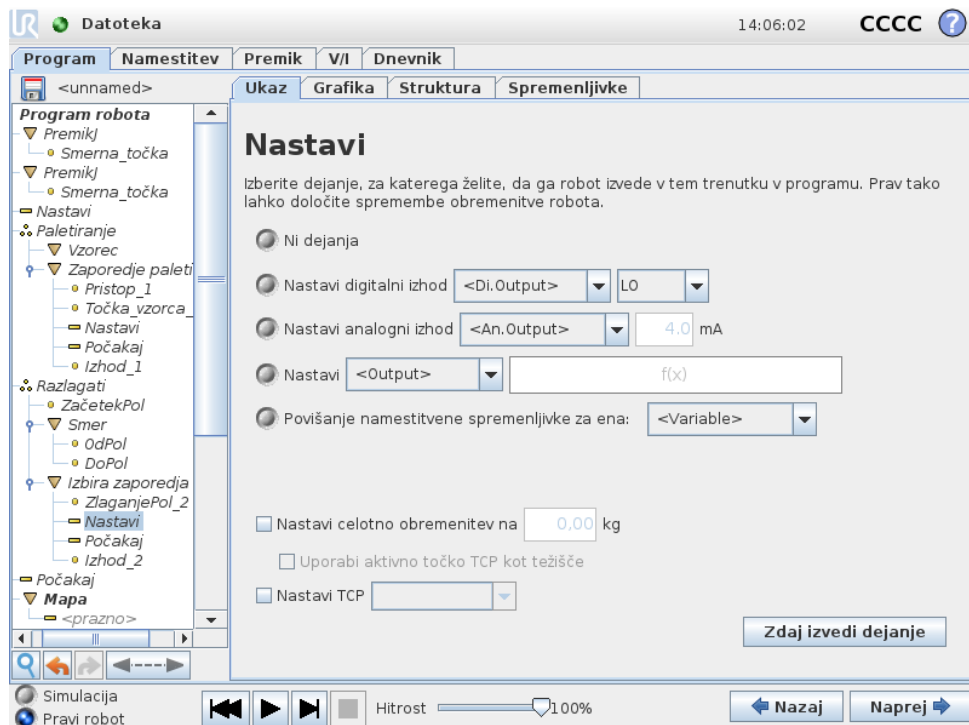 UR Datoteka 14:06:02 CCCC ?
Program Namestitev Premik V/I Dnevnik
<unnamed>
Ukaz Grafika Struktura Spremenljivke
Program robota
PremikJ
Smerna_točka
PremikJ
Smerna_točka
Nastavi
Paletiranje
Vzorec
Zaporedje paleti
Pristop_1
Točka_vzorca_
Nastavi
Počakaj
Izhod_1
Razlagati
ZačetekPol
Smer
OdPol
DoPol
Izbira zaporedja
ZlaganjePol_2
Nastavi
Počakaj
Izhod_2
Počakaj
Mapa
<prazno>
Nastavi
Izberite dejanje, za katerega želite, da ga robot izvede v tem trenutku v programu. Prav tako
lahko določite spremembe obremenitve robota.
Ni dejanja
Nastavi digitalni izhod <Di.Output> LO
Nastavi analogni izhod <An.Output> 4.0 mA
Nastavi <Output> f(x)
Povišanje namestitvene spremenljivke za ena: <Variable>
Nastavi celotno obremenitev na 0,00 kg
Uporabi aktivno točko TCP kot težišče
Nastavi TCP
Zdaj izvedi dejanje
Simulacija
Pravi robot
Hitrost 100%
Nazaj Naprej